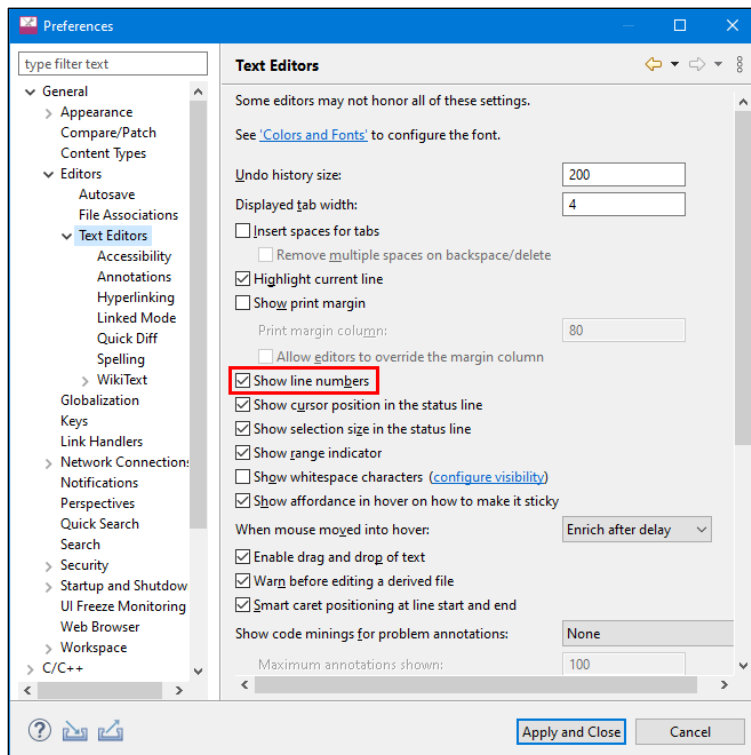 Preferences
type filter text
General
Appearance
Compare/Patch
Content Types
Editors
Autosave
File Associations
Text Editors
Accessibility
Annotations
Hyperlinking
Linked Mode
Quick Diff
Spelling
WikiText
Globalization
Keys
Link Handlers
Network Connections
Notifications
Perspectives
Quick Search
Search
Security
Startup and Shutdow
UI Freeze Monitoring
Web Browser
Workspace
C/C++
Text Editors
Some editors may not honor all of these settings.
See 'Colors and Fonts' to configure the font.
Undo history size: 200
Displayed tab width: 4
Insert spaces for tabs
Remove multiple spaces on backspace/delete
Highlight current line
Show print margin
Print margin column: 80
Allow editors to override the margin column
Show line numbers
Show cursor position in the status line
Show selection size in the status line
Show range indicator
Show whitespace characters (configure visibility)
Show affordance in hover on how to make it sticky
When mouse moved into hover: Enrich after delay
Enable drag and drop of text
Warn before editing a derived file
Smart caret positioning at line start and end
Show code minings for problem annotations: None
Maximum annotations shown: 100
Apply and Close
Cancel